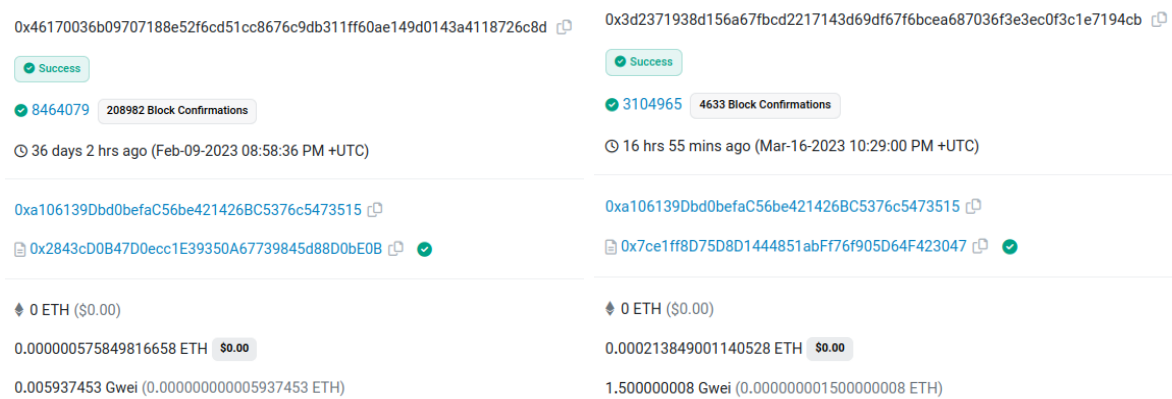 0x46170036b09707188e52f6cd51cc8676c9db311ff60ae149d0143a4118726c8d
Success
8464079 208982 Block Confirmations
36 days 2 hrs ago (Feb-09-2023 08:58:36 PM +UTC)
0xa106139Dbd0befaC56be421426BC5376c5473515
0x2843cD0B47D0ecc1E39350A67739845d88D0bE0B
0 ETH ($0.00)
0.000000575849816658 ETH $0.00
0.005937453 Gwei (0.000000000005937453 ETH)
0x3d2371938d156a67fbcd2217143d69df67f6bcea687036f3e3ec0f3c1e7194cb
Success
3104965 4633 Block Confirmations
16 hrs 55 mins ago (Mar-16-2023 10:29:00 PM +UTC)
0xa106139Dbd0befaC56be421426BC5376c5473515
0x7ce1ff8D75D8D1444851abFf76f905D64F423047
0 ETH ($0.00)
0.000213849001140528 ETH $0.00
1.500000008 Gwei (0.000000001500000008 ETH)